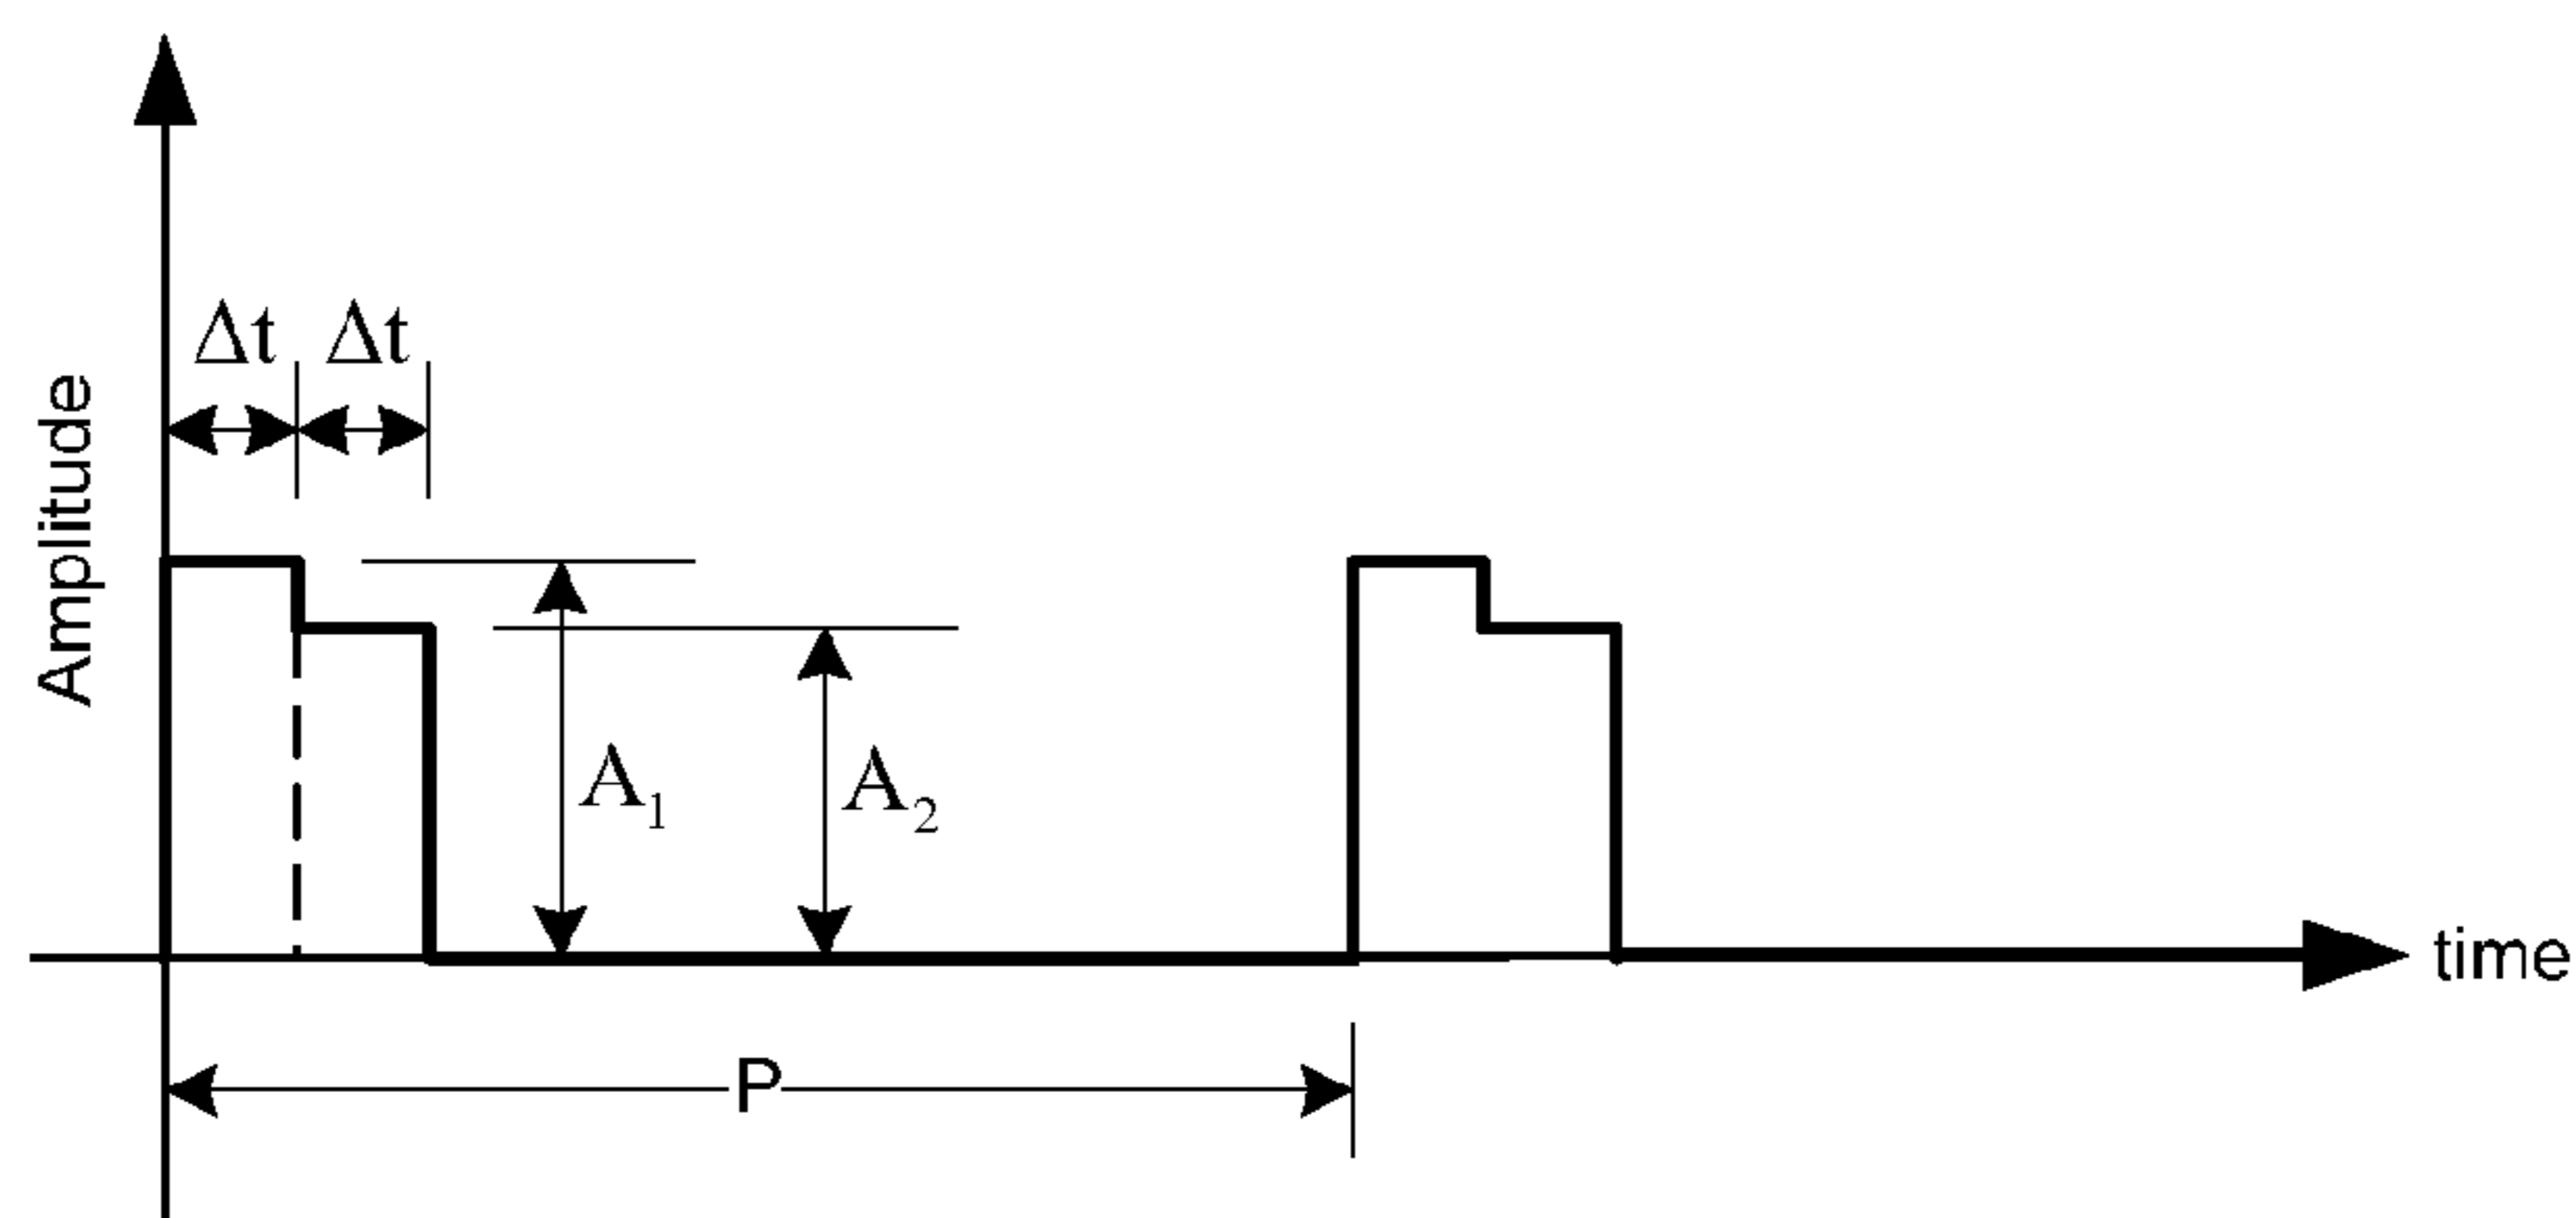 Amplitude
Δt Δt
A₁
A₂
time
P